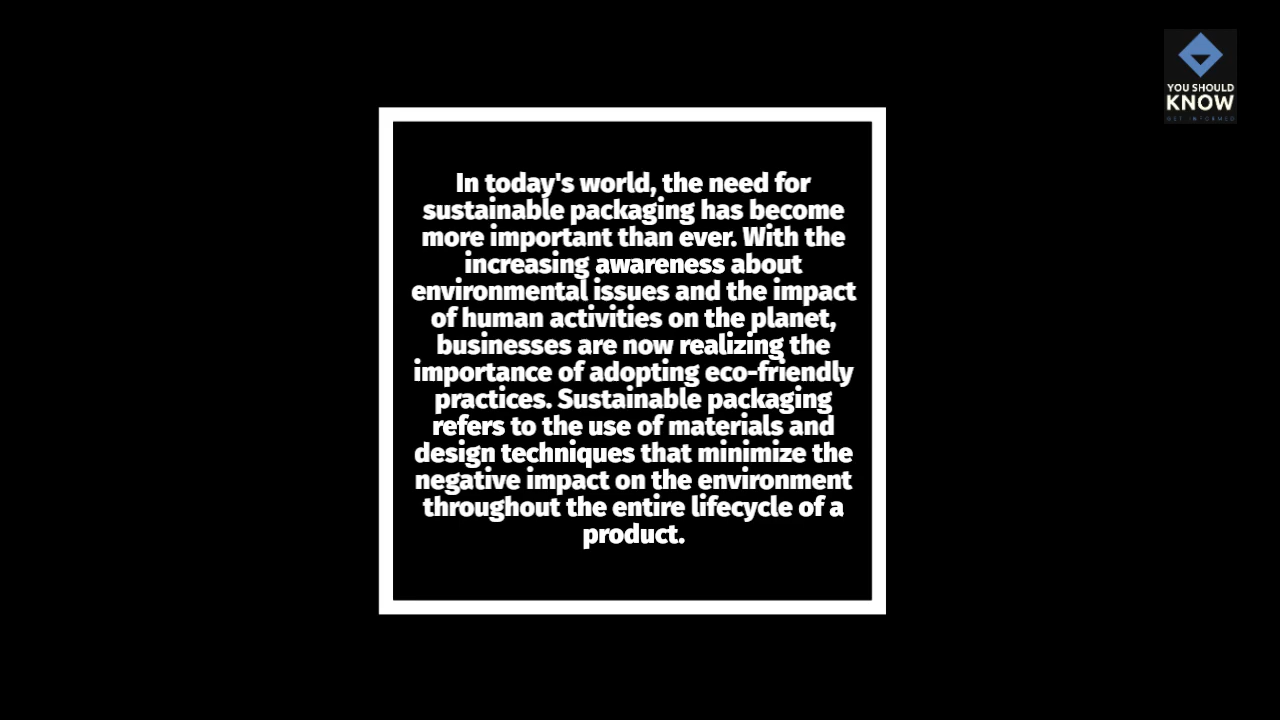 YOU SHOULD
KNOW
GET INFORMED
In today's world, the need for
sustainable packaging has become
more important than ever. With the
increasing awareness about
environmental issues and the impact
of human activities on the planet,
businesses are now realizing the
importance of adopting eco-friendly
practices. Sustainable packaging
refers to the use of materials and
design techniques that minimize the
negative impact on the environment
throughout the entire lifecycle of a
product.